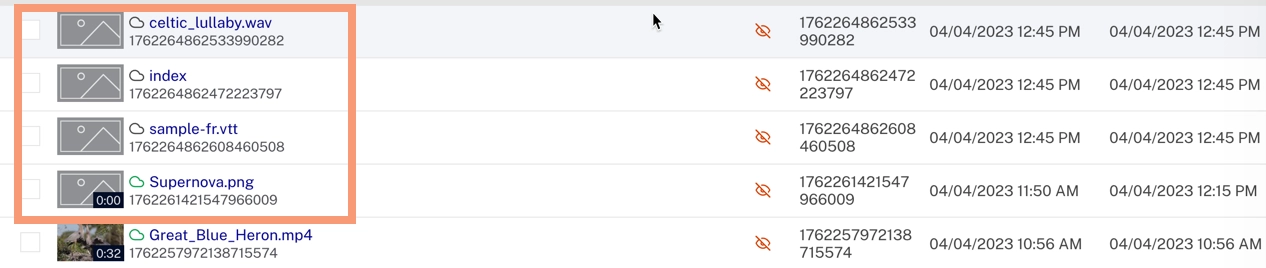 celtic_lullaby.wav
1762264862533990282
1762264862533
990282
04/04/2023 12:45 PM
04/04/2023 12:45 PM
index
1762264862472223797
1762264862472
223797
04/04/2023 12:45 PM
04/04/2023 12:45 PM
sample-fr.vtt
1762264862608460508
1762264862608
460508
04/04/2023 12:45 PM
04/04/2023 12:45 PM
0:00
Supernova.png
1762261421547966009
1762261421547
966009
04/04/2023 11:50 AM
04/04/2023 12:15 PM
0:32
Great_Blue_Heron.mp4
1762257972138715574
1762257972138
715574
04/04/2023 10:56 AM
04/04/2023 10:56 AM